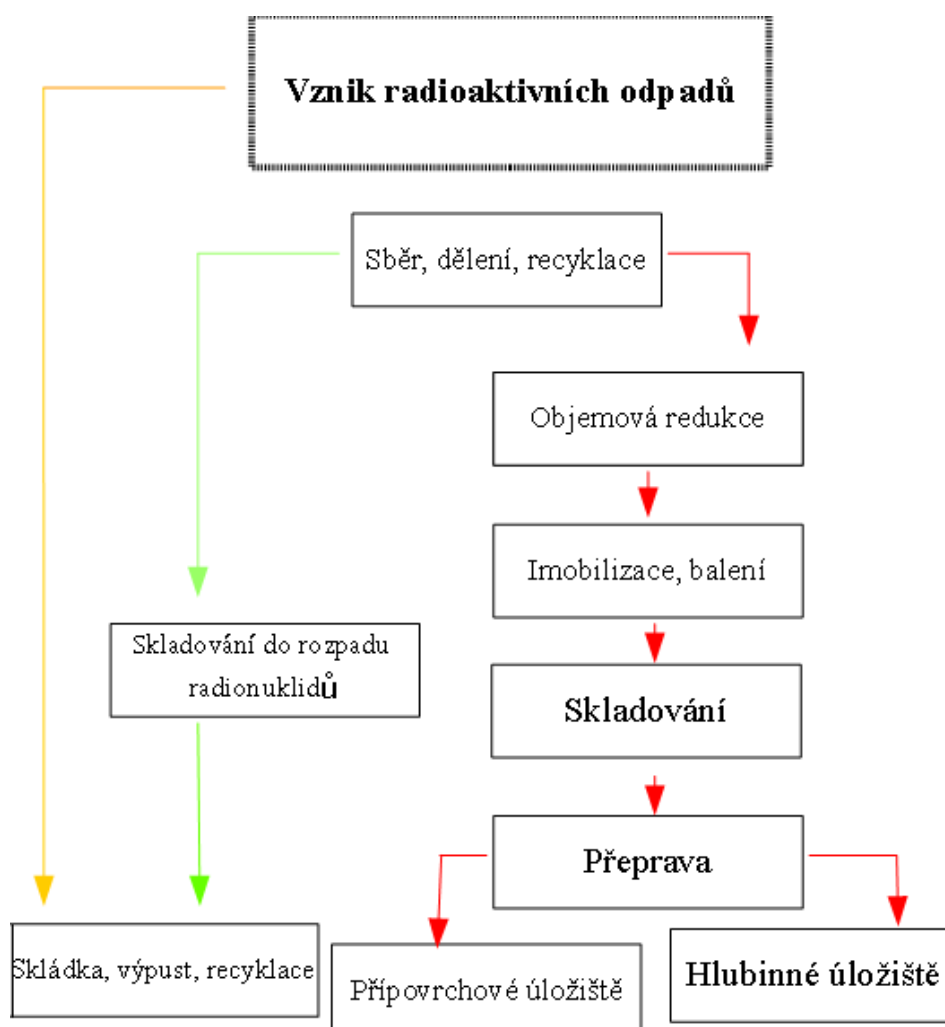 Vznik radioaktivních odpadů
Sběr, dělení, recyklace
Objemová redukce
Imobilizace, balení
Skladování do rozpadu
radionuklidů
Skladování
Přeprava
Skládka, výpust, recyklace
Přípovrchové úložiště
Hlubinné úložiště